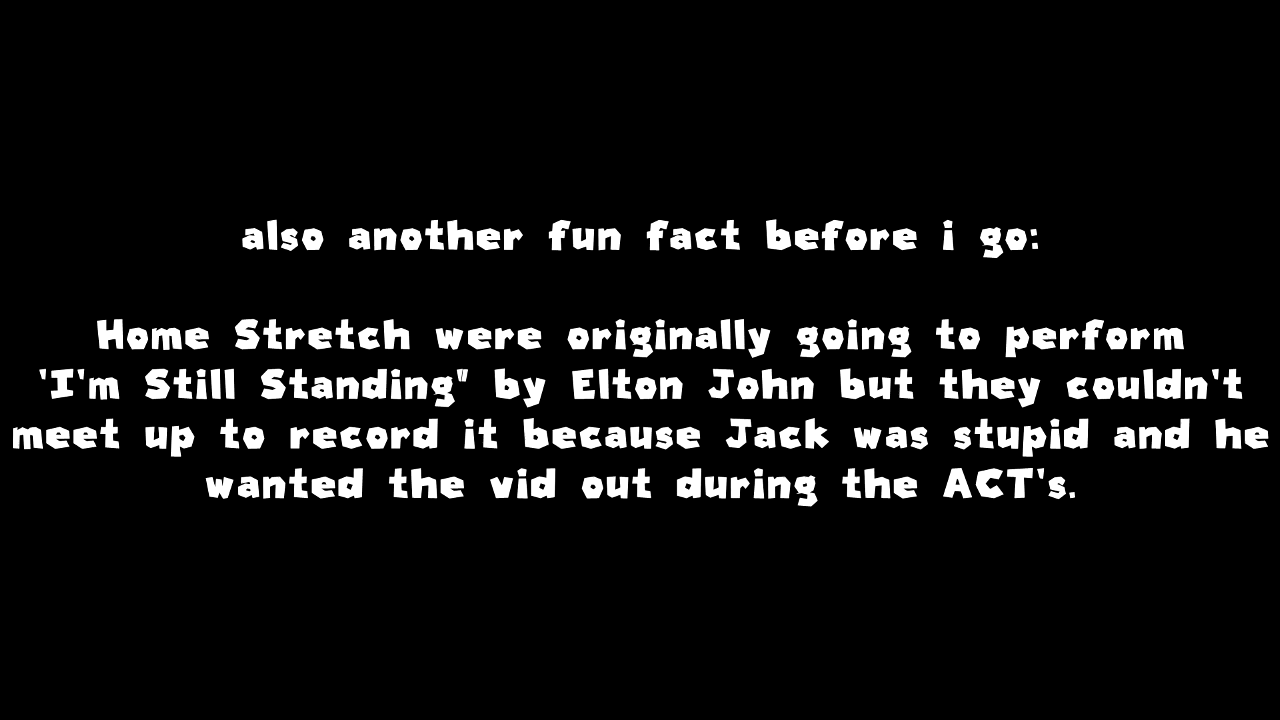 also another fun fact before i go:
Home Stretch were originally going to perform
'I'm Still Standing" by Elton John but they couldn't
meet up to record it because Jack was stupid and he
wanted the vid out during the ACT's.